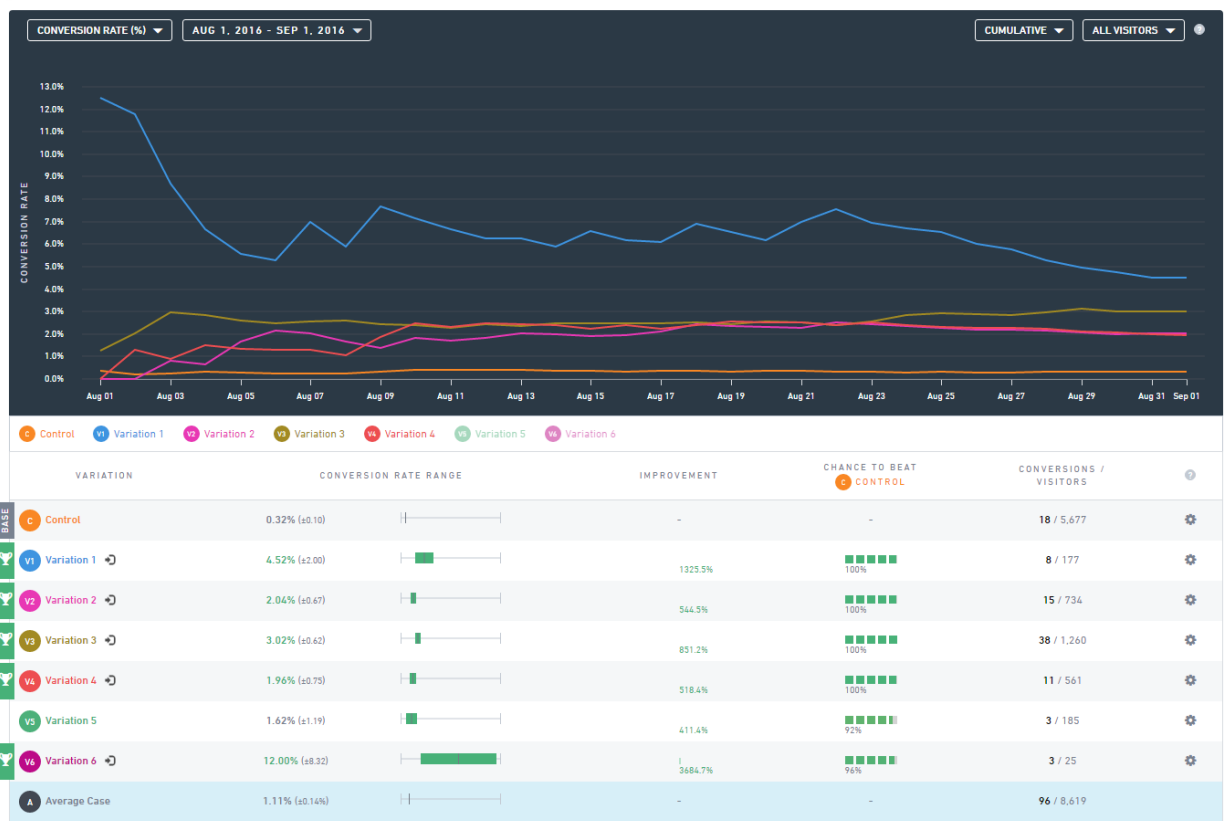 CONVERSION RATE (%)
AUG 1, 2016 - SEP 1, 2016
CUMULATIVE
ALL VISITORS
?
CONVERSION RATE
13.0%
12.0%
11.0%
10.0%
9.0%
8.0%
7.0%
6.0%
5.0%
4.0%
3.0%
2.0%
1.0%
0.0%
Aug 01 Aug 03 Aug 05 Aug 07 Aug 09 Aug 11 Aug 13 Aug 15 Aug 17 Aug 19 Aug 21 Aug 23 Aug 25 Aug 27 Aug 29 Aug 31 Sep 01
C Control V1 Variation 1 V2 Variation 2 V3 Variation 3 V4 Variation 4 V5 Variation 5 V6 Variation 6
VARIATION CONVERSION RATE RANGE IMPROVEMENT CHANCE TO BEAT C CONTROL CONVERSIONS / VISITORS ?
BASE C Control 0.32% (±0.10) - - 18 / 5,677
V1 Variation 1 4.52% (±2.00) 1325.5% 100% 8 / 177
V2 Variation 2 2.04% (±0.67) 544.5% 100% 15 / 734
V3 Variation 3 3.02% (±0.62) 851.2% 100% 38 / 1,260
V4 Variation 4 1.96% (±0.75) 518.4% 100% 11 / 561
V5 Variation 5 1.62% (±1.19) 411.4% 92% 3 / 185
V6 Variation 6 12.00% (±8.32) 3684.7% 96% 3 / 25
A Average Case 1.11% (±0.14%) - - 96 / 8,619